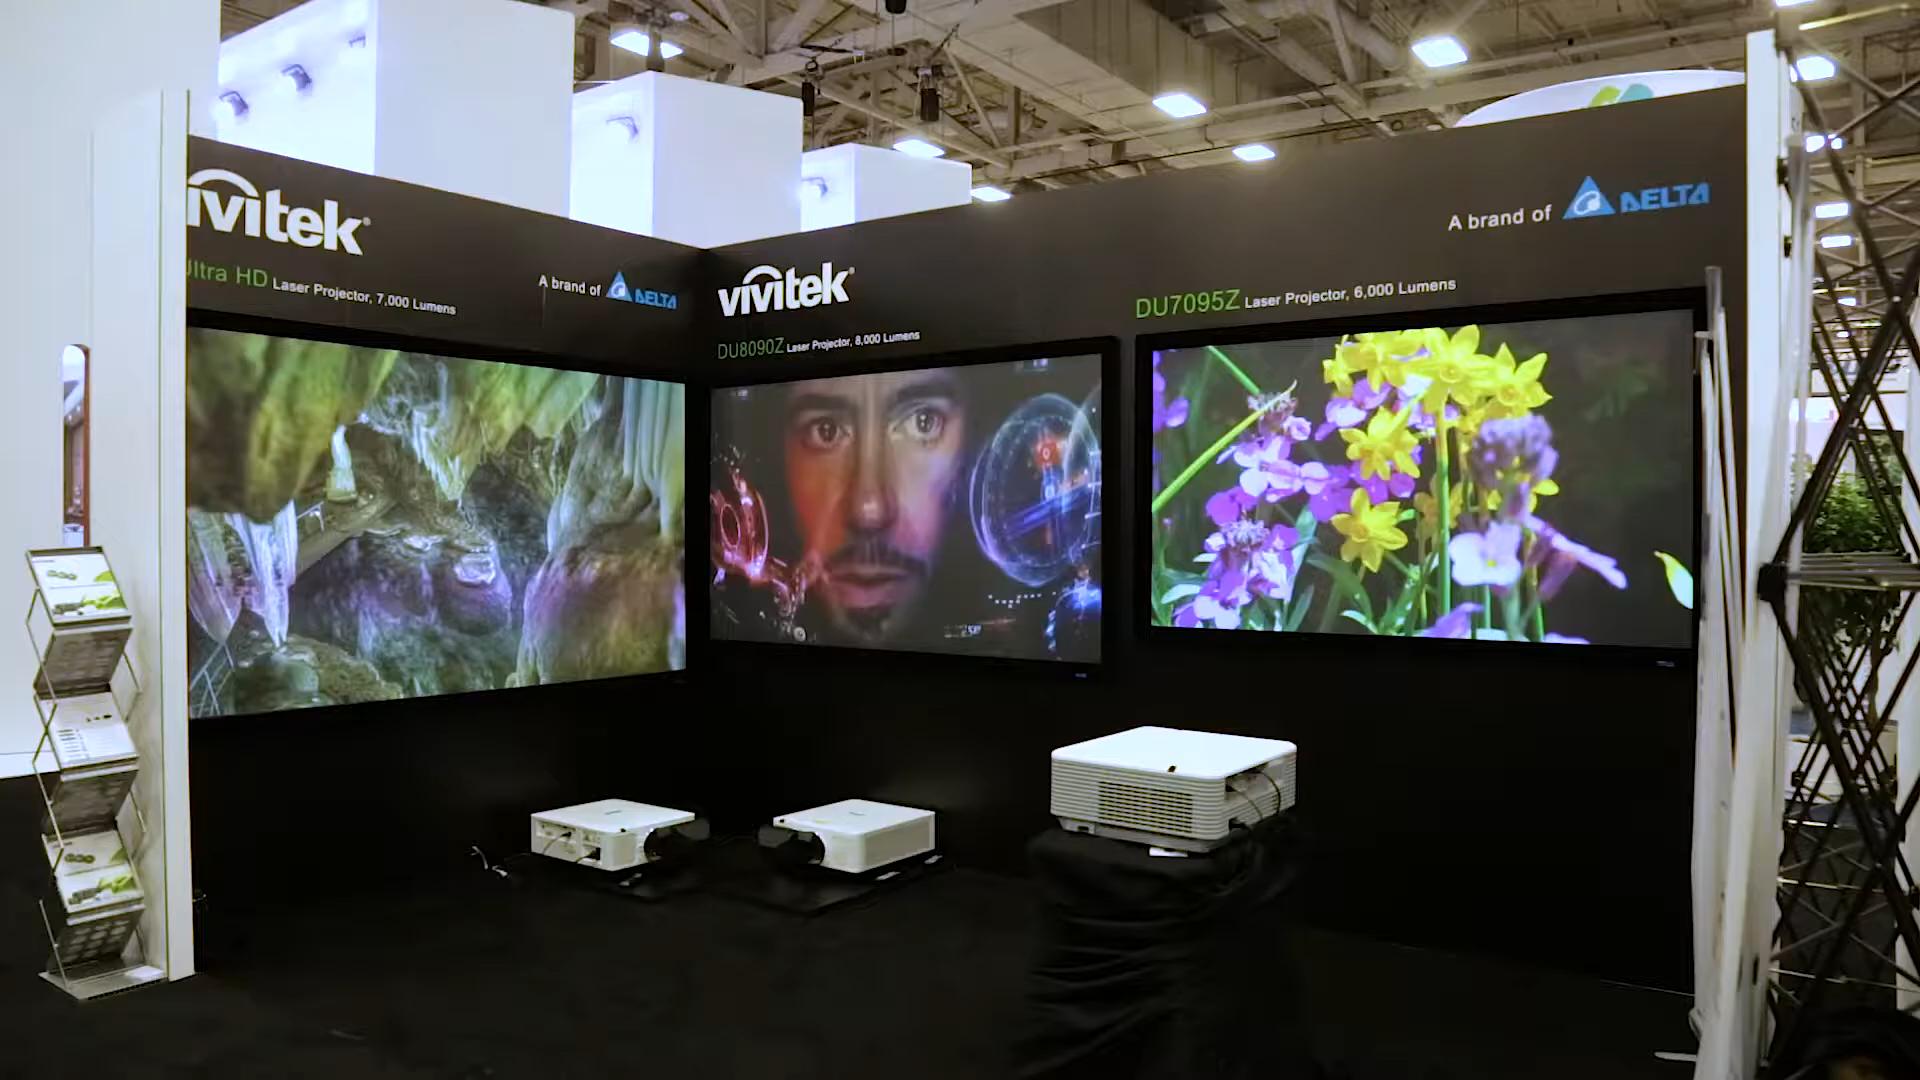 vivitek
Ultra HD Laser Projector, 7,000 Lumens
A brand of DELTA
vivitek
DU8090Z Laser Projector, 8,000 Lumens
A brand of DELTA
DU7095Z Laser Projector, 6,000 Lumens